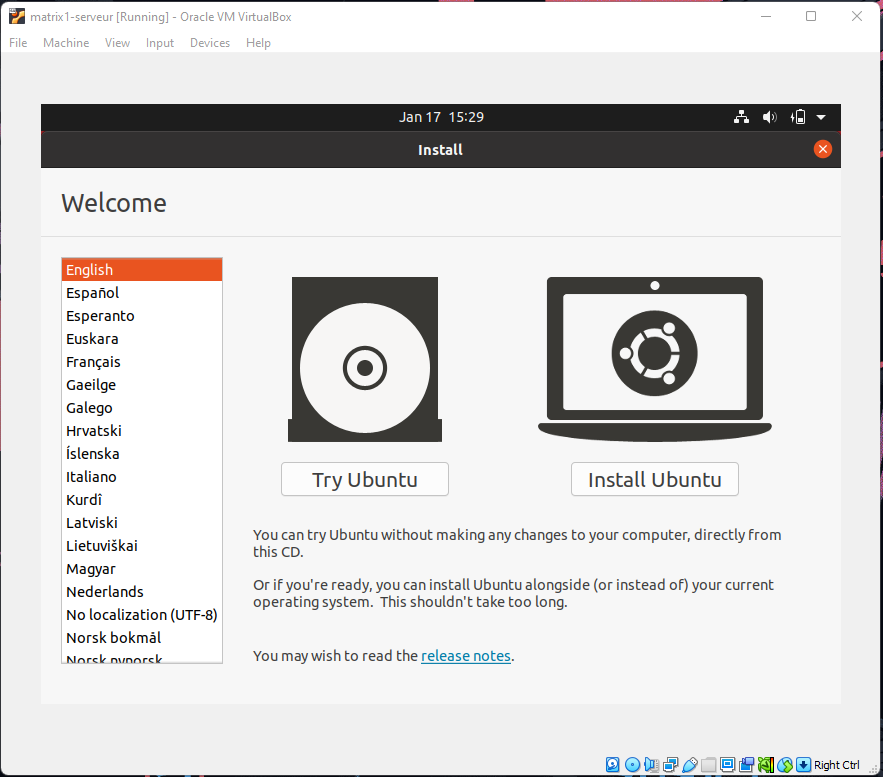 matrix1-serveur [Running] - Oracle VM VirtualBox
File Machine View Input Devices Help
Jan 17 15:29
Install
Welcome
English
Español
Esperanto
Euskara
Français
Gaeilge
Galego
Hrvatski
Íslenska
Italiano
Kurdî
Latviski
Lietuviškai
Magyar
Nederlands
No localization (UTF-8)
Norsk bokmål
Norsk nynorsk
Try Ubuntu
Install Ubuntu
You can try Ubuntu without making any changes to your computer, directly from
this CD.
Or if you're ready, you can install Ubuntu alongside (or instead of) your current
operating system. This shouldn't take too long.
You may wish to read the release notes.
Right Ctrl